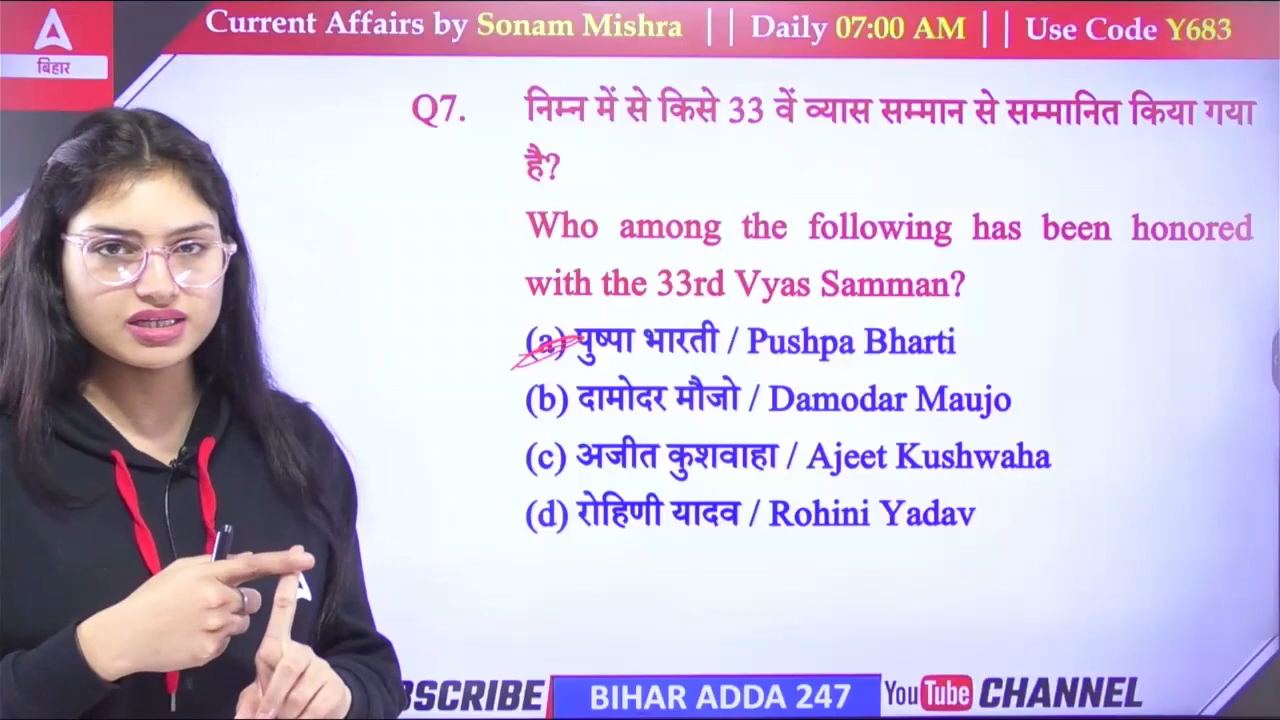 Current Affairs by Sonam Mishra || Daily 07:00 AM || Use Code Y683
बिहार
Q7. निम्न में से किसे 33 वें व्यास सम्मान से सम्मानित किया गया
है?
Who among the following has been honored
with the 33rd Vyas Samman?
(a) पुष्पा भारती / Pushpa Bharti
(b) दामोदर मौजो / Damodar Maujo
(c) अजीत कुशवाहा / Ajeet Kushwaha
(d) रोहिणी यादव / Rohini Yadav
BSCRIBE BIHAR ADDA 247 YouTube CHANNEL